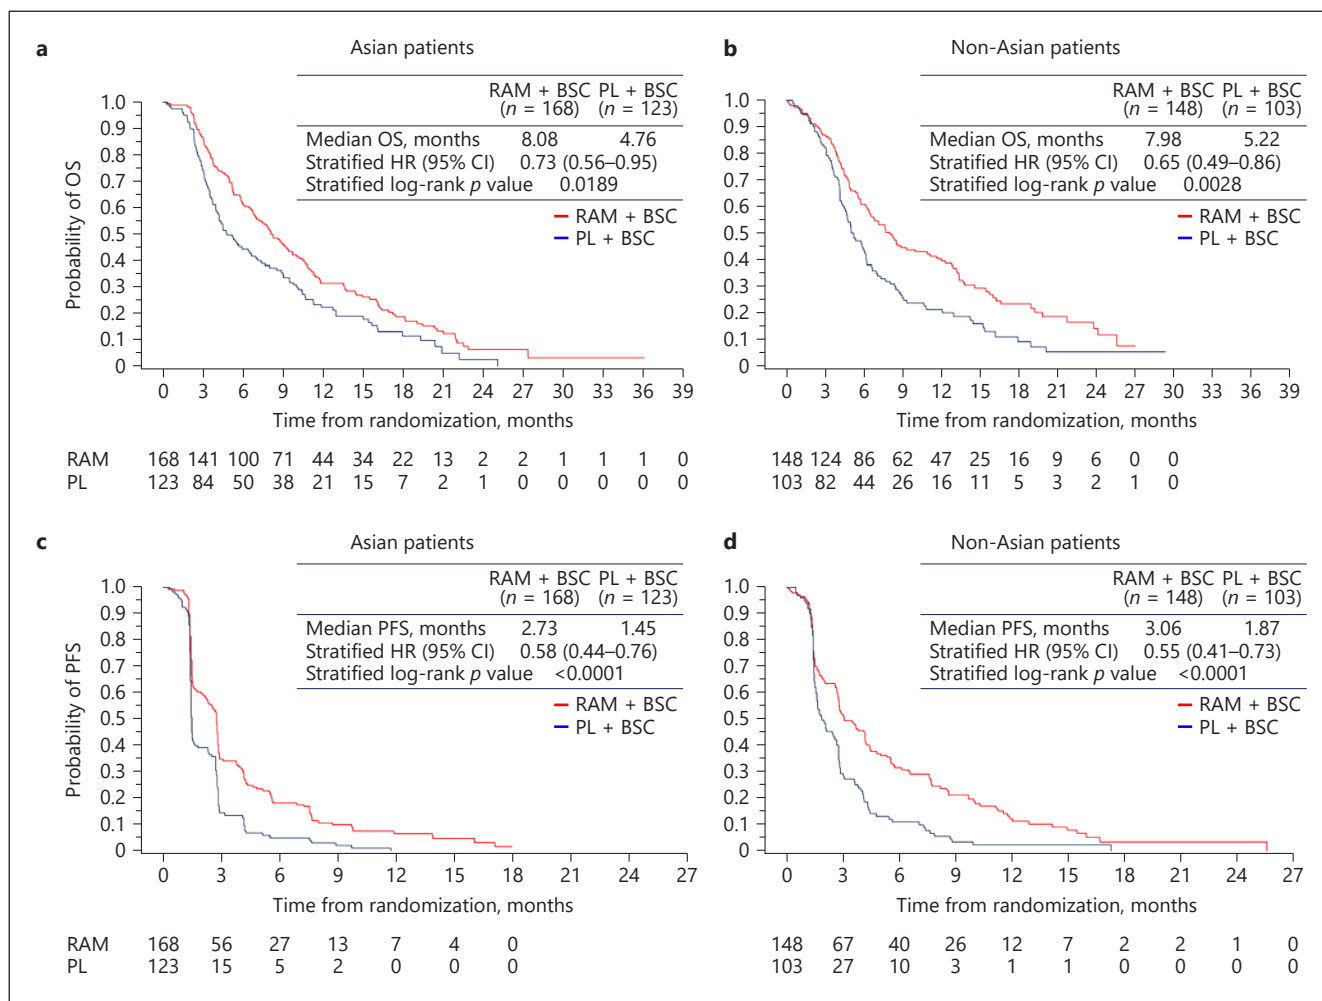 a Asian patients
RAM + BSC PL + BSC
(n = 168) (n = 123)
Median OS, months 8.08 4.76
Stratified HR (95% CI) 0.73 (0.56–0.95)
Stratified log-rank p value 0.0189
RAM + BSC
PL + BSC
Probability of OS
1.0
0.9
0.8
0.7
0.6
0.5
0.4
0.3
0.2
0.1
0
0 3 6 9 12 15 18 21 24 27 30 33 36 39
Time from randomization, months
RAM 168 141 100 71 44 34 22 13 2 2 1 1 1 0
PL 123 84 50 38 21 15 7 2 1 0 0 0 0 0
b Non-Asian patients
RAM + BSC PL + BSC
(n = 148) (n = 103)
Median OS, months 7.98 5.22
Stratified HR (95% CI) 0.65 (0.49–0.86)
Stratified log-rank p value 0.0028
RAM + BSC
PL + BSC
1.0
0.9
0.8
0.7
0.6
0.5
0.4
0.3
0.2
0.1
0
0 3 6 9 12 15 18 21 24 27 30 33 36 39
Time from randomization, months
148 124 86 62 47 25 16 9 6 0 0
103 82 44 26 16 11 5 3 2 1 0
c Asian patients
RAM + BSC PL + BSC
(n = 168) (n = 123)
Median PFS, months 2.73 1.45
Stratified HR (95% CI) 0.58 (0.44–0.76)
Stratified log-rank p value <0.0001
RAM + BSC
PL + BSC
Probability of PFS
1.0
0.9
0.8
0.7
0.6
0.5
0.4
0.3
0.2
0.1
0
0 3 6 9 12 15 18 21 24 27
Time from randomization, months
RAM 168 56 27 13 7 4 0
PL 123 15 5 2 0 0 0
d Non-Asian patients
RAM + BSC PL + BSC
(n = 148) (n = 103)
Median PFS, months 3.06 1.87
Stratified HR (95% CI) 0.55 (0.41–0.73)
Stratified log-rank p value <0.0001
RAM + BSC
PL + BSC
1.0
0.9
0.8
0.7
0.6
0.5
0.4
0.3
0.2
0.1
0
0 3 6 9 12 15 18 21 24 27
Time from randomization, months
148 67 40 26 12 7 2 2 1 0
103 27 10 3 1 1 0 0 0 0